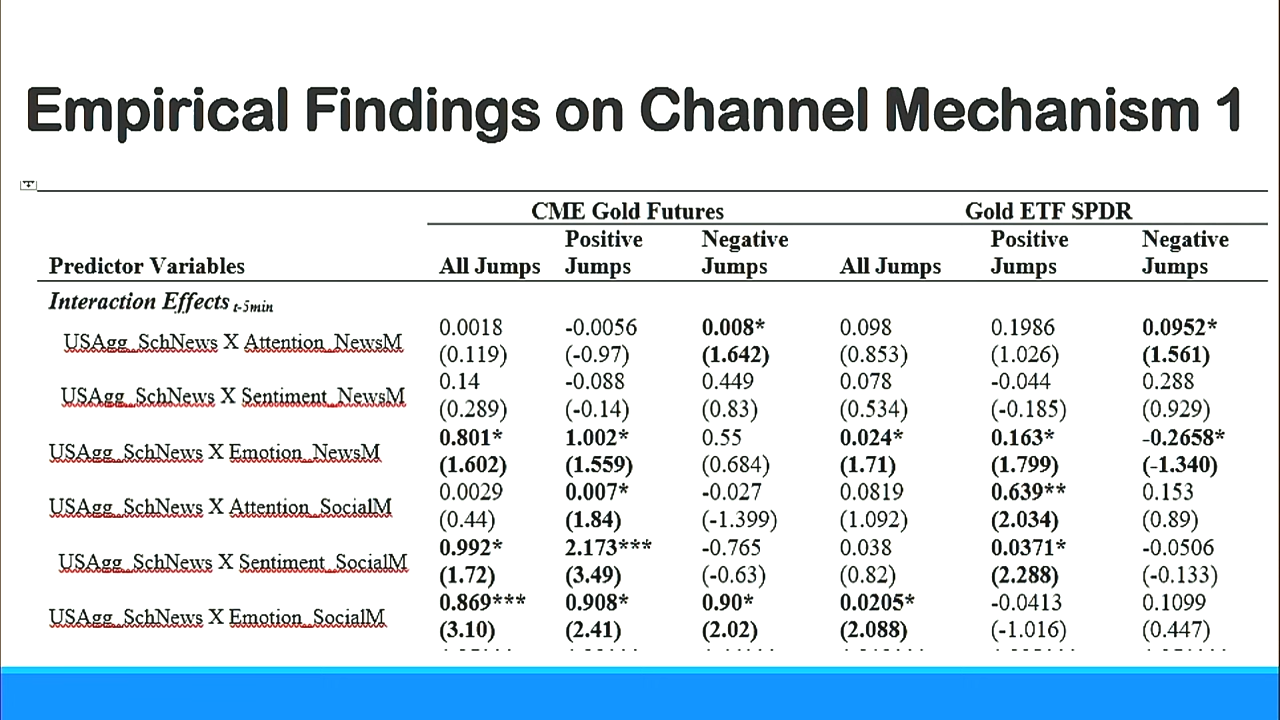 Empirical Findings on Channel Mechanism 1
CME Gold Futures Gold ETF SPDR
Positive Negative Positive Negative
Predictor Variables All Jumps Jumps Jumps All Jumps Jumps Jumps
Interaction Effects t-5min
USAgg_SchNews X Attention_NewsM 0.0018 -0.0056 0.008* 0.098 0.1986 0.0952*
(0.119) (-0.97) (1.642) (0.853) (1.026) (1.561)
USAgg_SchNews X Sentiment_NewsM 0.14 -0.088 0.449 0.078 -0.044 0.288
(0.289) (-0.14) (0.83) (0.534) (-0.185) (0.929)
USAgg_SchNews X Emotion_NewsM 0.801* 1.002* 0.55 0.024* 0.163* -0.2658*
(1.602) (1.559) (0.684) (1.71) (1.799) (-1.340)
USAgg_SchNews X Attention_SocialM 0.0029 0.007* -0.027 0.0819 0.639** 0.153
(0.44) (1.84) (-1.399) (1.092) (2.034) (0.89)
USAgg_SchNews X Sentiment_SocialM 0.992* 2.173*** -0.765 0.038 0.0371* -0.0506
(1.72) (3.49) (-0.63) (0.82) (2.288) (-0.133)
USAgg_SchNews X Emotion_SocialM 0.869*** 0.908* 0.90* 0.0205* -0.0413 0.1099
(3.10) (2.41) (2.02) (2.088) (-1.016) (0.447)